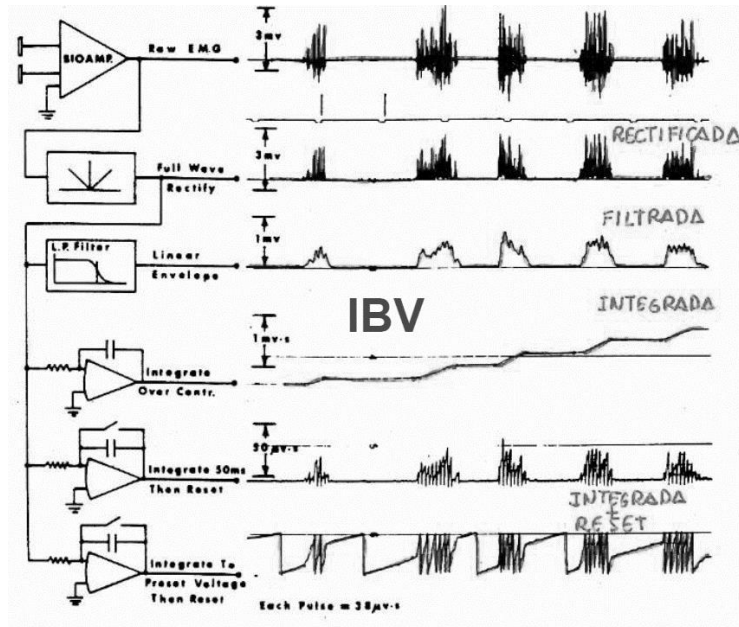 3mv
BIOAMP.
Raw EMG
RECTIFICADA
3mv
Full Wave
Rectify
FILTRADA
1mv
L.P. Filter
Linear
Envelope
IBV
INTEGRADA
1mv-s
Integrate
Over Contr.
50µv-s
Integrate 50ms
Then Reset
INTEGRADA
+
RESET
Integrate To
Preset Voltage
Then Reset
Each Pulse = 38µv-s